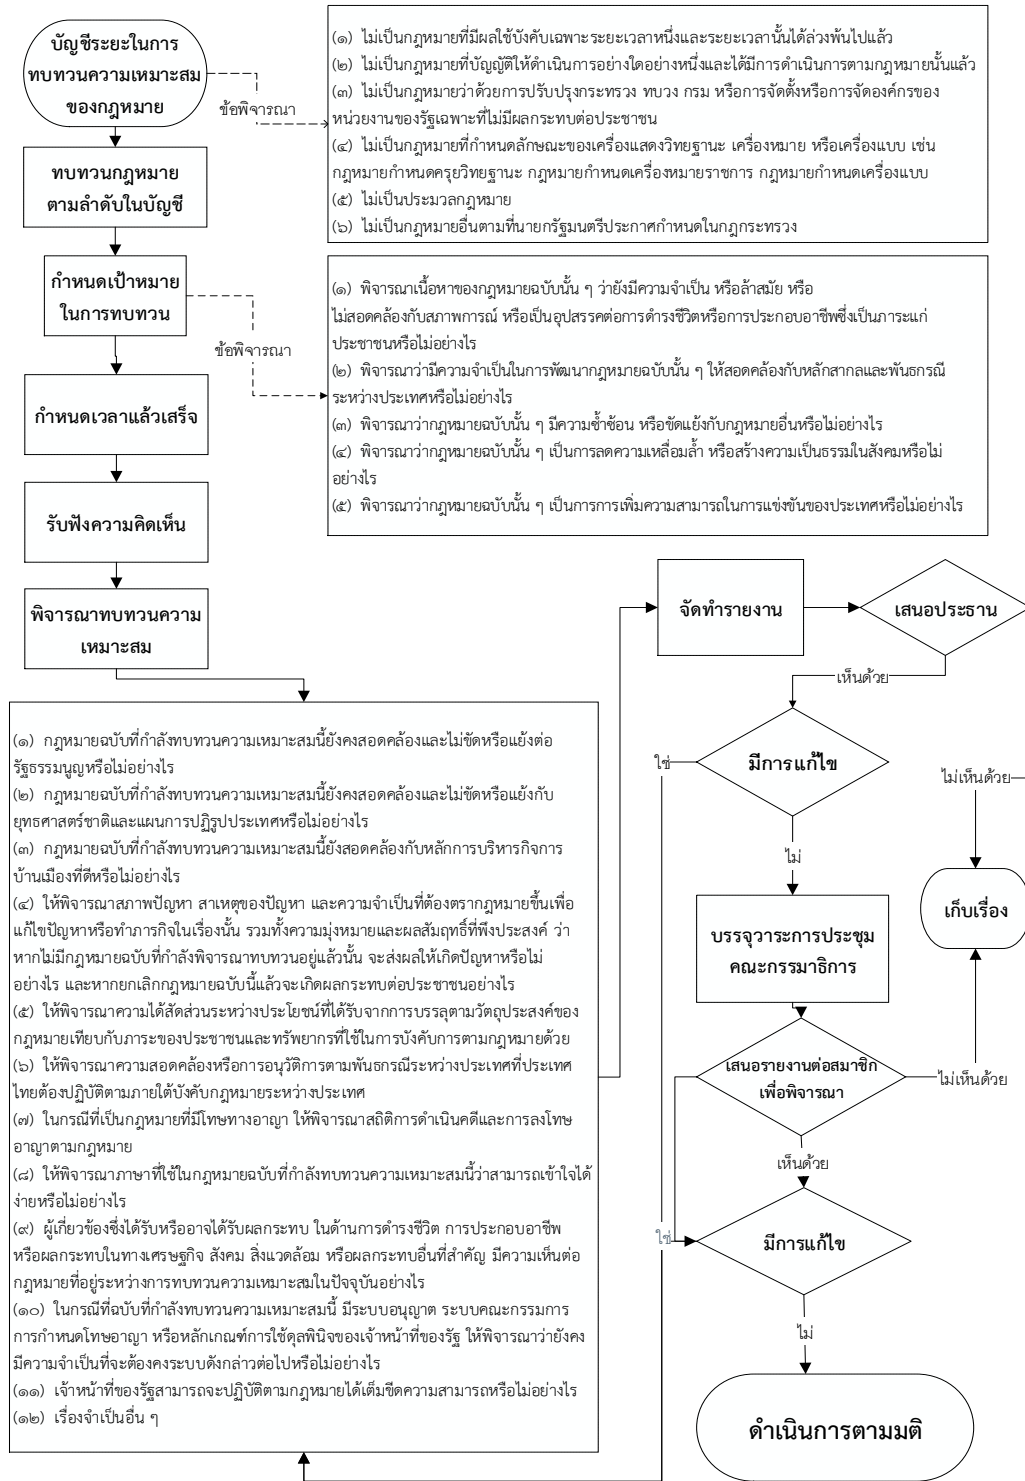 บัญชีระยะในการ
ทบทวนความเหมาะสม
ของกฎหมาย
ข้อพิจารณา
(๑) ไม่เป็นกฎหมายที่มีผลใช้บังคับเฉพาะระยะเวลาหนึ่งและระยะเวลานั้นได้ล่วงพ้นไปแล้ว
(๒) ไม่เป็นกฎหมายที่บัญญัติให้ดำเนินการอย่างใดอย่างหนึ่งและได้มีการดำเนินการตามกฎหมายนั้นแล้ว
(๓) ไม่เป็นกฎหมายว่าด้วยการปรับปรุงกระทรวง ทบวง กรม หรือการจัดตั้งหรือการจัดองค์กรของ
หน่วยงานของรัฐเฉพาะที่ไม่มีผลกระทบต่อประชาชน
(๔) ไม่เป็นกฎหมายที่กำหนดลักษณะของเครื่องแสดงวิทยฐานะ เครื่องหมาย หรือเครื่องแบบ เช่น
กฎหมายกำหนดครุยวิทยฐานะ กฎหมายกำหนดเครื่องหมายราชการ กฎหมายกำหนดเครื่องแบบ
(๕) ไม่เป็นประมวลกฎหมาย
(๖) ไม่เป็นกฎหมายอื่นตามที่นายกรัฐมนตรีประกาศกำหนดในกฎกระทรวง
ทบทวนกฎหมาย
ตามลำดับในบัญชี
กำหนดเป้าหมาย
ในการทบทวน
ข้อพิจารณา
(๑) พิจารณาเนื้อหาของกฎหมายฉบับนั้น ๆ ว่ายังมีความจำเป็น หรือล้าสมัย หรือ
ไม่สอดคล้องกับสภาพการณ์ หรือเป็นอุปสรรคต่อการดำรงชีวิตหรือการประกอบอาชีพซึ่งเป็นภาระแก่
ประชาชนหรือไม่อย่างไร
(๒) พิจารณาว่ามีความจำเป็นในการพัฒนากฎหมายฉบับนั้น ๆ ให้สอดคล้องกับหลักสากลและพันธกรณี
ระหว่างประเทศหรือไม่อย่างไร
(๓) พิจารณาว่ากฎหมายฉบับนั้น ๆ มีความซ้ำซ้อน หรือขัดแย้งกับกฎหมายอื่นหรือไม่อย่างไร
(๔) พิจารณาว่ากฎหมายฉบับนั้น ๆ เป็นการลดความเหลื่อมล้ำ หรือสร้างความเป็นธรรมในสังคมหรือไม่
อย่างไร
(๕) พิจารณาว่ากฎหมายฉบับนั้น ๆ เป็นการการเพิ่มความสามารถในการแข่งขันของประเทศหรือไม่อย่างไร
กำหนดเวลาแล้วเสร็จ
รับฟังความคิดเห็น
พิจารณาทบทวนความ
เหมาะสม
(๑) กฎหมายฉบับที่กำลังทบทวนความเหมาะสมนี้ยังคงสอดคล้องและไม่ขัดหรือแย้งต่อ
รัฐธรรมนูญหรือไม่อย่างไร
(๒) กฎหมายฉบับที่กำลังทบทวนความเหมาะสมนี้ยังคงสอดคล้องและไม่ขัดหรือแย้งกับ
ยุทธศาสตร์ชาติและแผนการปฏิรูปประเทศหรือไม่อย่างไร
(๓) กฎหมายฉบับที่กำลังทบทวนความเหมาะสมนี้ยังสอดคล้องกับหลักการบริหารกิจการ
บ้านเมืองที่ดีหรือไม่อย่างไร
(๔) ให้พิจารณาสภาพปัญหา สาเหตุของปัญหา และความจำเป็นที่ต้องตรากฎหมายขึ้นเพื่อ
แก้ไขปัญหาหรือทำภารกิจในเรื่องนั้น รวมทั้งความมุ่งหมายและผลสัมฤทธิ์ที่พึงประสงค์ ว่า
หากไม่มีกฎหมายฉบับที่กำลังพิจารณาทบทวนอยู่แล้วนั้น จะส่งผลให้เกิดปัญหาหรือไม่
อย่างไร และหากยกเลิกกฎหมายฉบับนี้แล้วจะเกิดผลกระทบต่อประชาชนอย่างไร
(๕) ให้พิจารณาความได้สัดส่วนระหว่างประโยชน์ที่ได้รับจากการบรรลุตามวัตถุประสงค์ของ
กฎหมายเทียบกับภาระของประชาชนและทรัพยากรที่ใช้ในการบังคับการตามกฎหมายด้วย
(๖) ให้พิจารณาความสอดคล้องหรือการอนุวัติการตามพันธกรณีระหว่างประเทศที่ประเทศ
ไทยต้องปฏิบัติตามภายใต้บังคับกฎหมายระหว่างประเทศ
(๗) ในกรณีที่เป็นกฎหมายที่มีโทษทางอาญา ให้พิจารณาสถิติการดำเนินคดีและการลงโทษ
อาญาตามกฎหมาย
(๘) ให้พิจารณาภาษาที่ใช้ในกฎหมายฉบับที่กำลังทบทวนความเหมาะสมนี้ว่าสามารถเข้าใจได้
ง่ายหรือไม่อย่างไร
(๙) ผู้เกี่ยวข้องซึ่งได้รับหรืออาจได้รับผลกระทบ ในด้านการดำรงชีวิต การประกอบอาชีพ
หรือผลกระทบในทางเศรษฐกิจ สังคม สิ่งแวดล้อม หรือผลกระทบอื่นที่สำคัญ มีความเห็นต่อ
กฎหมายที่อยู่ระหว่างการทบทวนความเหมาะสมในปัจจุบันอย่างไร
(๑๐) ในกรณีที่ฉบับที่กำลังทบทวนความเหมาะสมนี้ มีระบบอนุญาต ระบบคณะกรรมการ
การกำหนดโทษอาญา หรือหลักเกณฑ์การใช้ดุลพินิจของเจ้าหน้าที่ของรัฐ ให้พิจารณาว่ายังคง
มีความจำเป็นที่จะต้องคงระบบดังกล่าวต่อไปหรือไม่อย่างไร
(๑๑) เจ้าหน้าที่ของรัฐสามารถจะปฏิบัติตามกฎหมายได้เต็มขีดความสามารถหรือไม่อย่างไร
(๑๒) เรื่องจำเป็นอื่น ๆ
จัดทำรายงาน
เสนอประธาน
เห็นด้วย
มีการแก้ไข
ใช่
ไม่เห็นด้วย
ไม่
เก็บเรื่อง
บรรจุวาระการประชุม
คณะกรรมาธิการ
เสนอรายงานต่อสมาชิก
เพื่อพิจารณา
ไม่เห็นด้วย
เห็นด้วย
ใช่
มีการแก้ไข
ไม่
ดำเนินการตามมติ